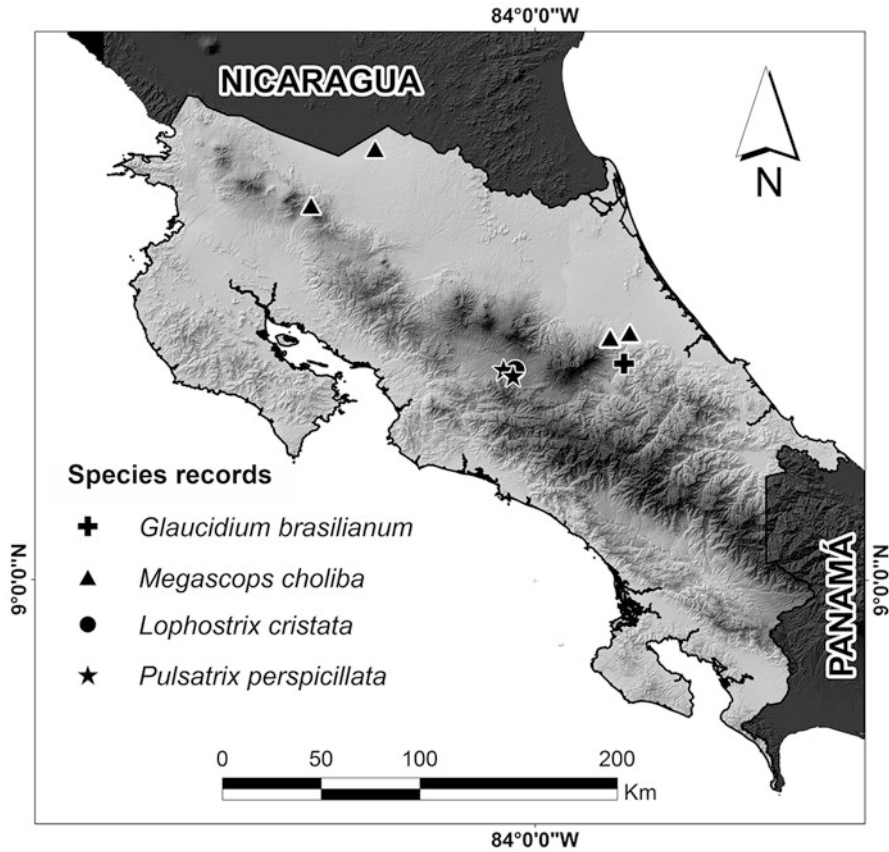 84°0'0"W
NICARAGUA
N
Species records
Glaucidium brasilianum
Megascops choliba
Lophostrix cristata
Pulsatrix perspicillata
9°0'0"N
9°0'0"N
PANAMÁ
0 50 100 200
Km
84°0'0"W